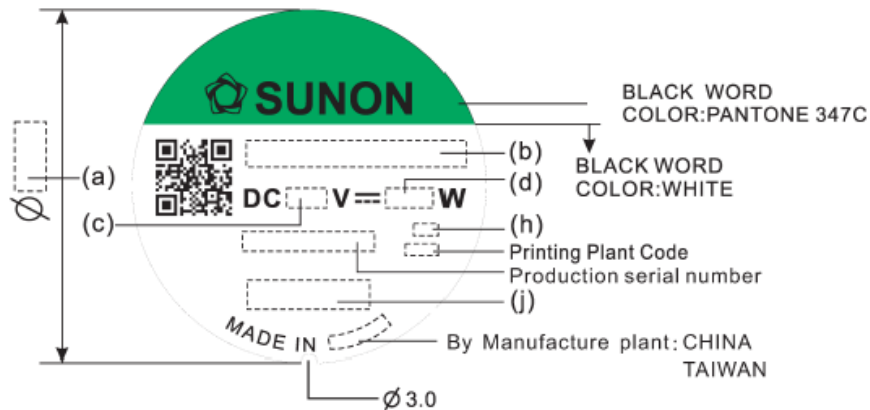 SUNON
BLACK WORD
COLOR:PANTONE 347C
(b)
BLACK WORD
COLOR:WHITE
(a)
(d)
DC V W
Ø
(c)
(h)
Printing Plant Code
Production serial number
(j)
MADE IN
By Manufacture plant: CHINA
TAIWAN
Ø 3.0